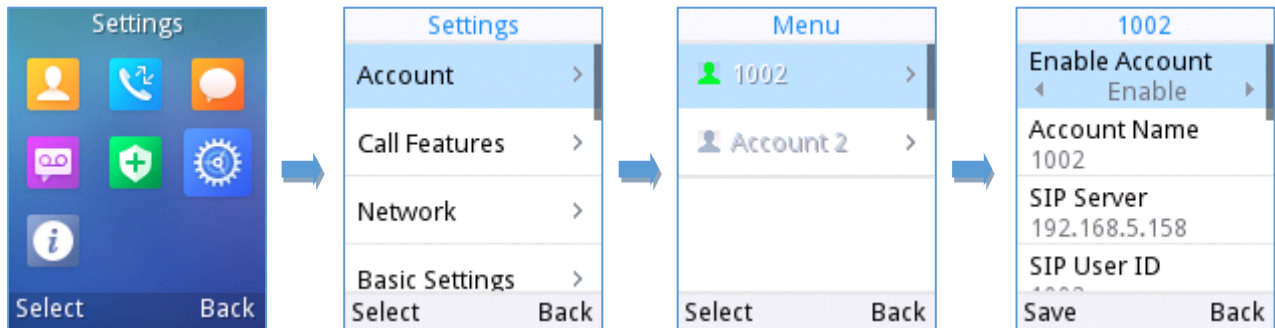 Settings
Select Back
Settings
Account
Call Features
Network
Basic Settings
Select Back
Menu
1002
Account 2
Select Back
1002
Enable Account
Enable
Account Name
1002
SIP Server
192.168.5.158
SIP User ID
Save Back